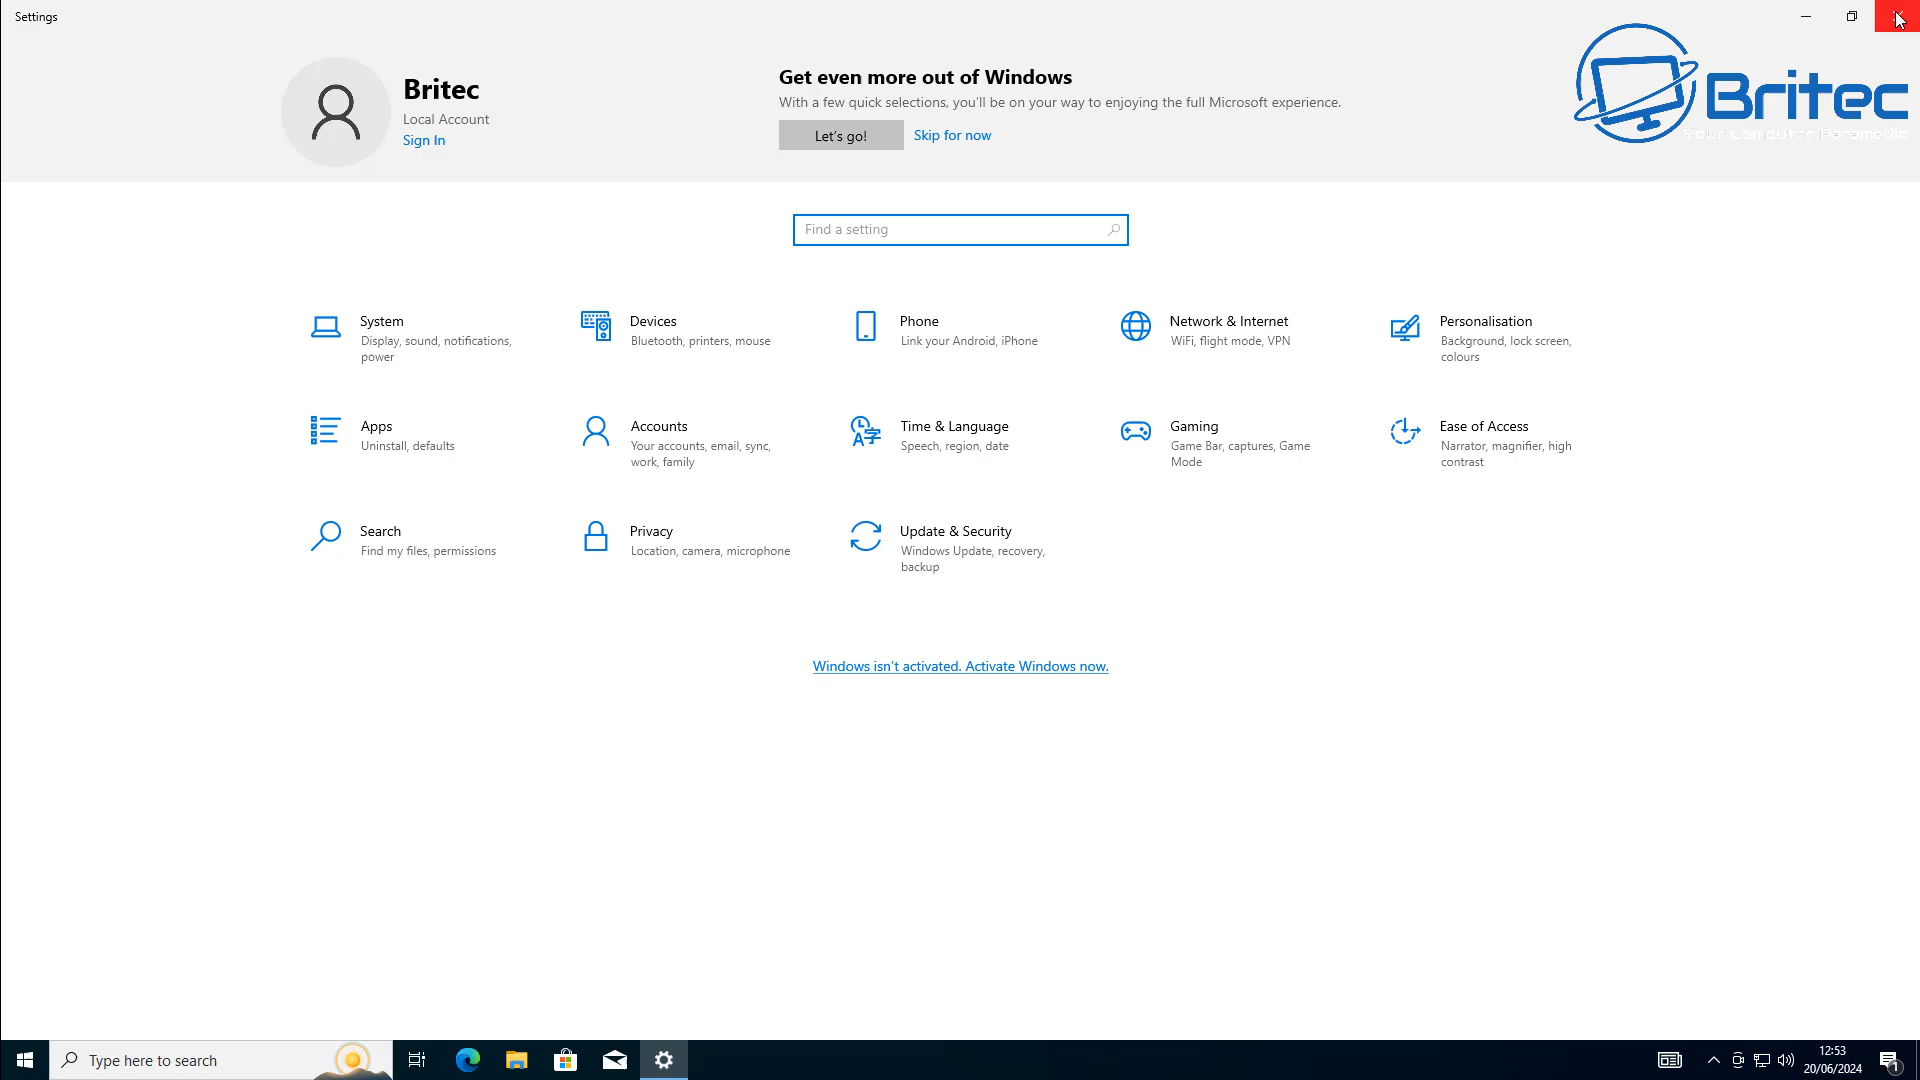 Settings
Britec
Local Account
Sign In
Get even more out of Windows
With a few quick selections, you'll be on your way to enjoying the full Microsoft experience.
Let's go!
Skip for now
Britec
Your Computer Paramedic
Find a setting
System
Display, sound, notifications,
power
Devices
Bluetooth, printers, mouse
Phone
Link your Android, iPhone
Network & Internet
WiFi, flight mode, VPN
Personalisation
Background, lock screen,
colours
Apps
Uninstall, defaults
Accounts
Your accounts, email, sync,
work, family
Time & Language
Speech, region, date
Gaming
Game Bar, captures, Game
Mode
Ease of Access
Narrator, magnifier, high
contrast
Search
Find my files, permissions
Privacy
Location, camera, microphone
Update & Security
Windows Update, recovery,
backup
Windows isn't activated. Activate Windows now.
Type here to search
12:53
20/06/2024
1